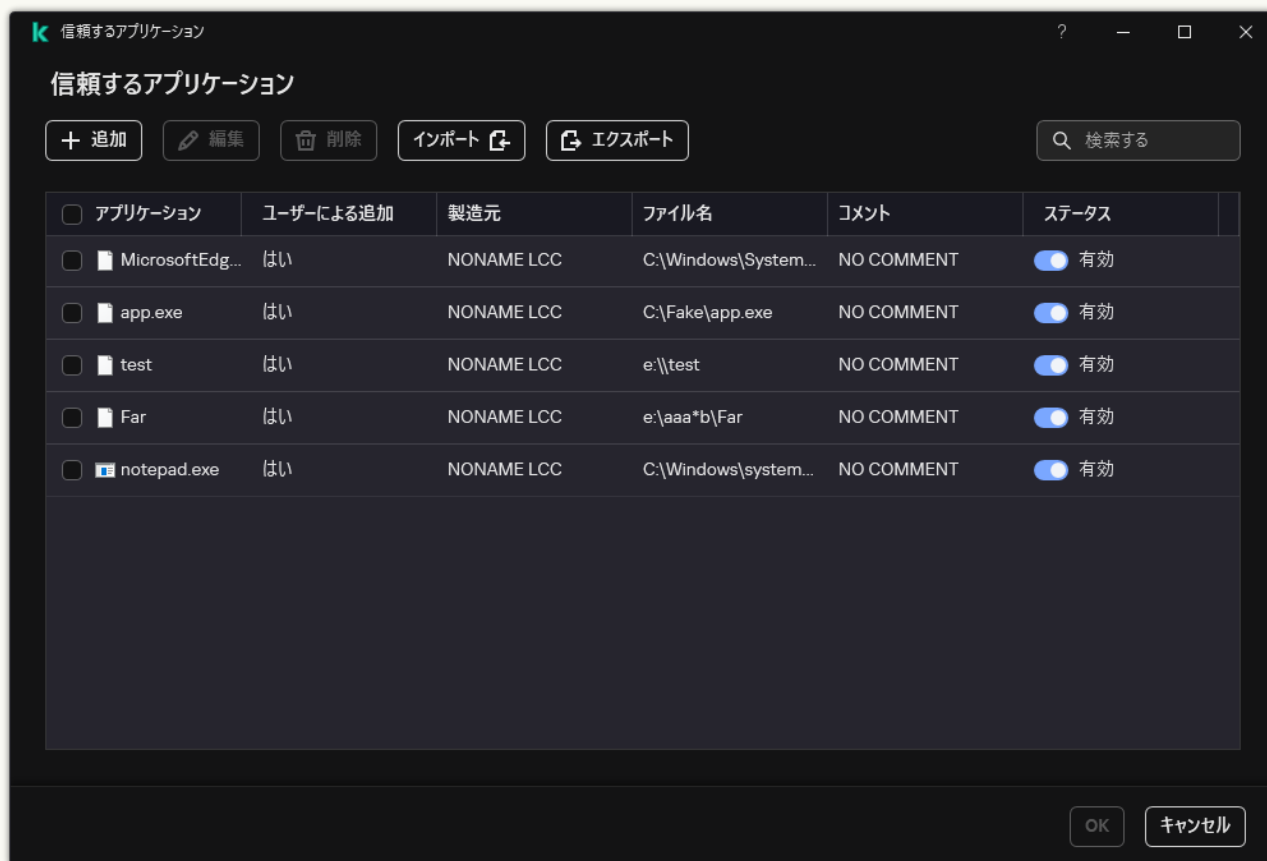 信頼するアプリケーション
信頼するアプリケーション
追加 編集 削除 インポート エクスポート 検索する
アプリケーション ユーザーによる追加 製造元 ファイル名 コメント ステータス
MicrosoftEdg... はい NONAME LCC C:\Windows\System... NO COMMENT 有効
app.exe はい NONAME LCC C:\Fake\app.exe NO COMMENT 有効
test はい NONAME LCC e:\\test NO COMMENT 有効
Far はい NONAME LCC e:\aaa*b\Far NO COMMENT 有効
notepad.exe はい NONAME LCC C:\Windows\system... NO COMMENT 有効
OK キャンセル